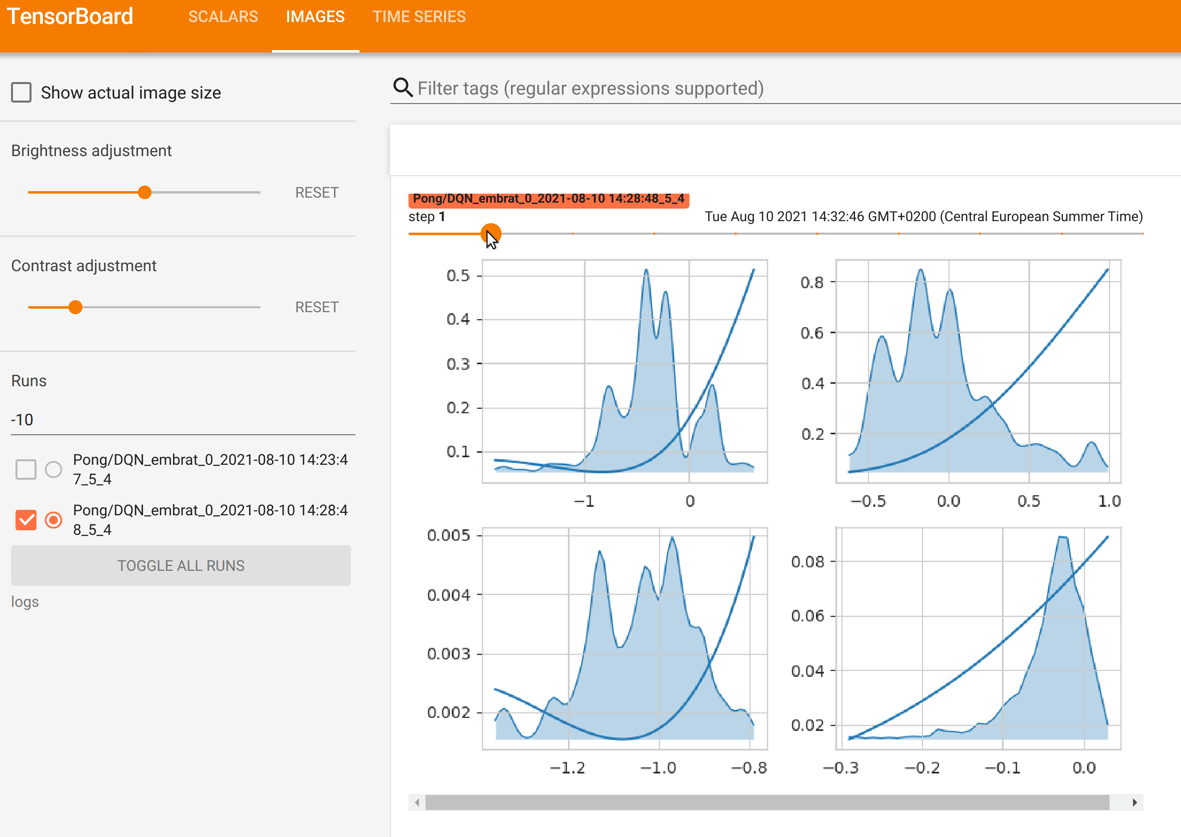 TensorBoard SCALARS IMAGES TIME SERIES
Show actual image size
Filter tags (regular expressions supported)
Brightness adjustment
RESET
Contrast adjustment
RESET
Runs
-10
Pong/DQN_embrat_0_2021-08-10 14:23:4
7_5_4
Pong/DQN_embrat_0_2021-08-10 14:28:4
8_5_4
TOGGLE ALL RUNS
logs
Pong/DQN_embrat_0_2021-08-10 14:28:48_5_4
step 1 Tue Aug 10 2021 14:32:46 GMT+0200 (Central European Summer Time)
0.5
0.4
0.3
0.2
0.1
−1 0
0.8
0.6
0.4
0.2
−0.5 0.0 0.5 1.0
0.005
0.004
0.003
0.002
−1.2 −1.0 −0.8
0.08
0.06
0.04
0.02
−0.3 −0.2 −0.1 0.0